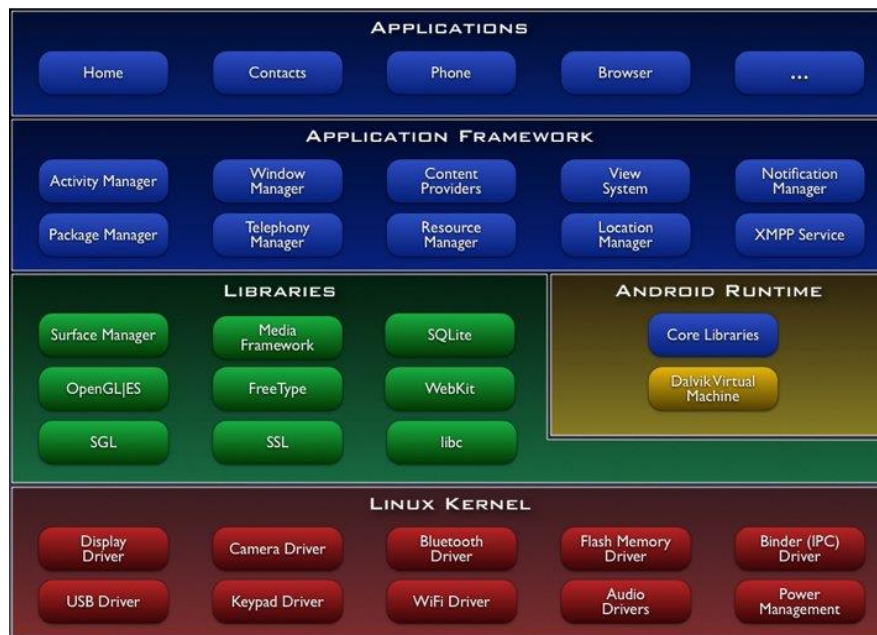 APPLICATIONS
Home
Contacts
Phone
Browser
...
APPLICATION FRAMEWORK
Activity Manager
Window
Manager
Content
Providers
View
System
Notification
Manager
Package Manager
Telephony
Manager
Resource
Manager
Location
Manager
XMPP Service
LIBRARIES
Surface Manager
Media
Framework
SQLite
OpenGL|ES
FreeType
WebKit
SGL
SSL
libc
ANDROID RUNTIME
Core Libraries
Dalvik Virtual
Machine
LINUX KERNEL
Display
Driver
Camera Driver
Bluetooth
Driver
Flash Memory
Driver
Binder (IPC)
Driver
USB Driver
Keypad Driver
WiFi Driver
Audio
Drivers
Power
Management